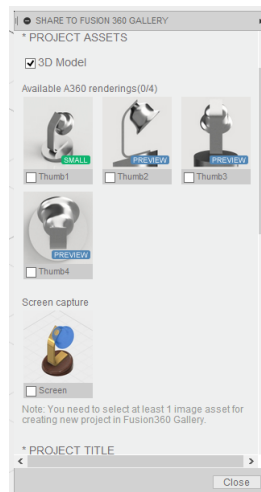 SHARE TO FUSION 360 GALLERY
* PROJECT ASSETS
3D Model
Available A360 renderings(0/4)
SMALL PREVIEW PREVIEW
Thumb1 Thumb2 Thumb3
PREVIEW
Thumb4
Screen capture
Screen
Note: You need to select at least 1 image asset for
creating new project in Fusion360 Gallery.
* PROJECT TITLE
Close